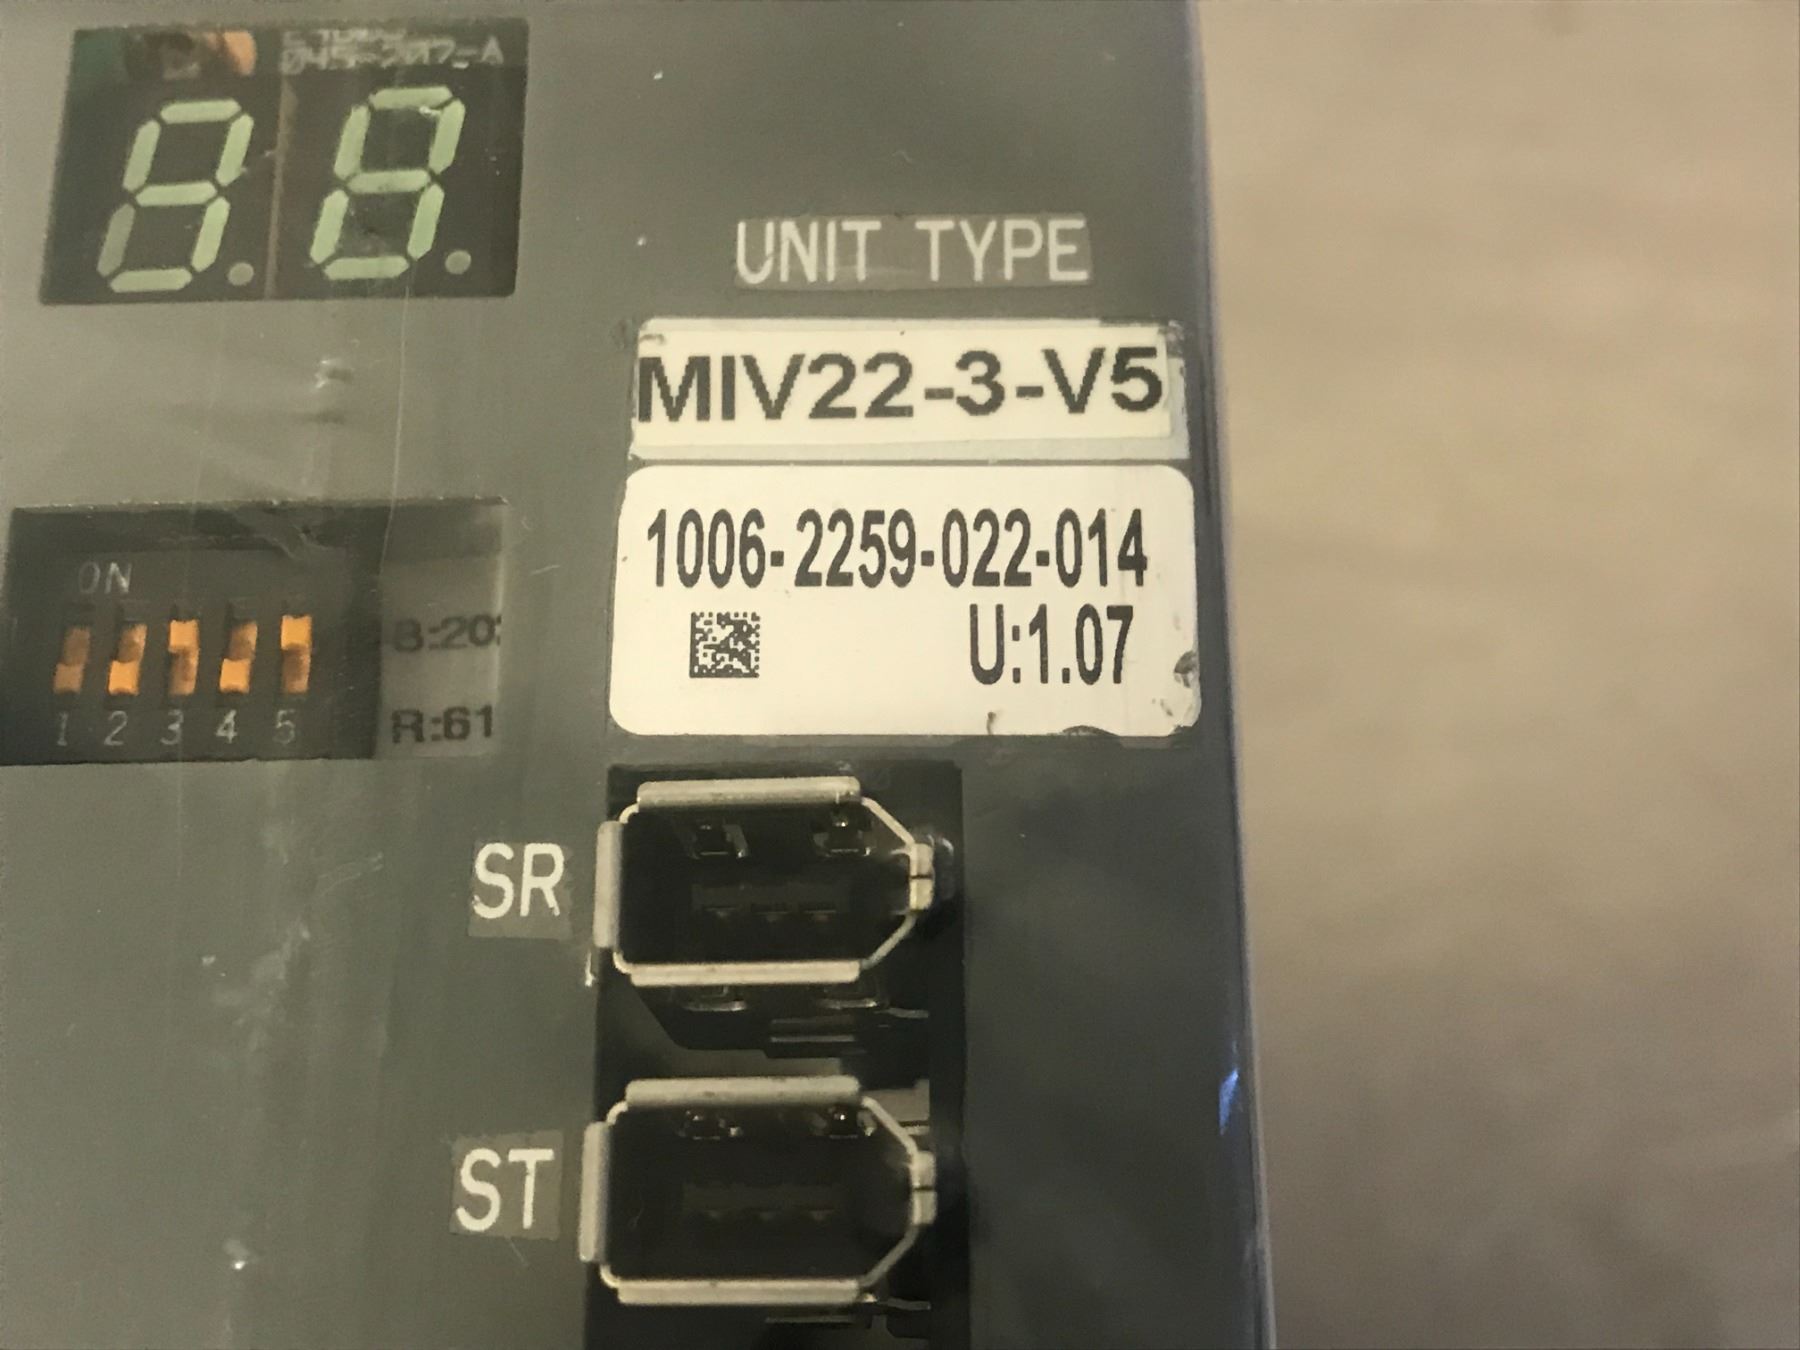 UNIT TYPE
MIV22-3-V5
1006-2259-022-014
U:1.07
ON
1 2 3 4 5
R:61
SR
ST